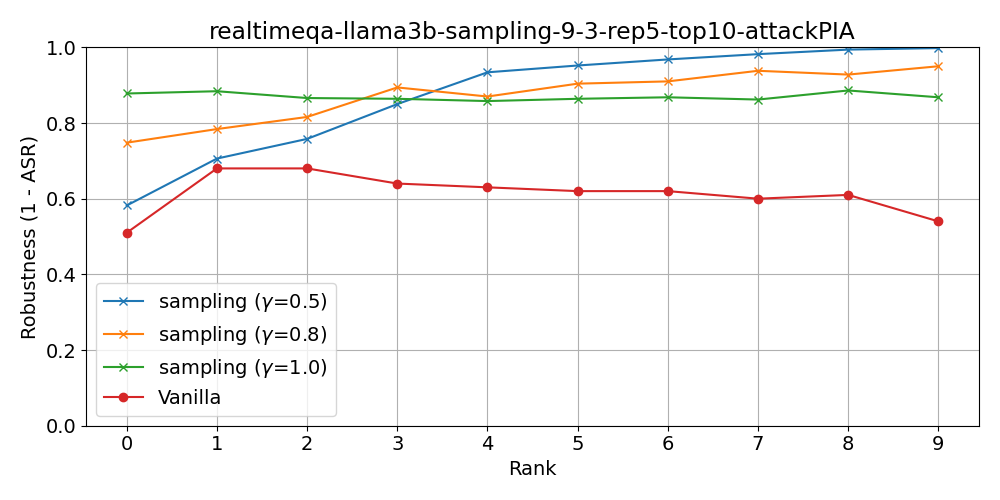 realtimeqa-llama3b-sampling-9-3-rep5-top10-attackPIA
Robustness (1 - ASR)
1.0
0.8
0.6
0.4
0.2
0.0
sampling (γ=0.5)
sampling (γ=0.8)
sampling (γ=1.0)
Vanilla
0 1 2 3 4 5 6 7 8 9
Rank